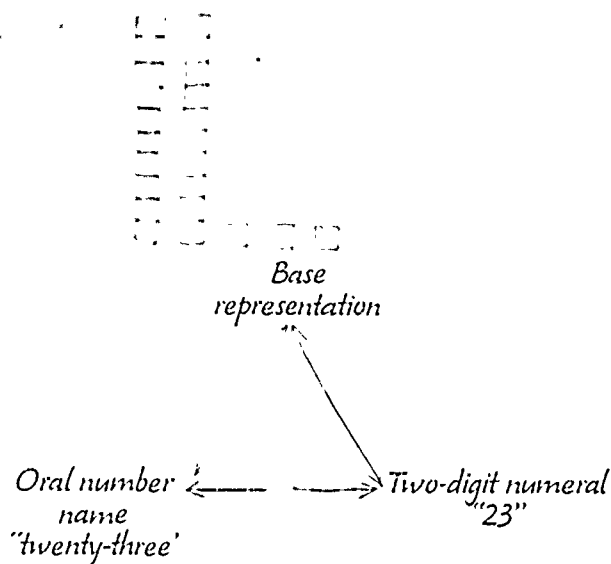 Base
representation
Oral number
name
"twenty-three'
Two-digit numeral
"23"